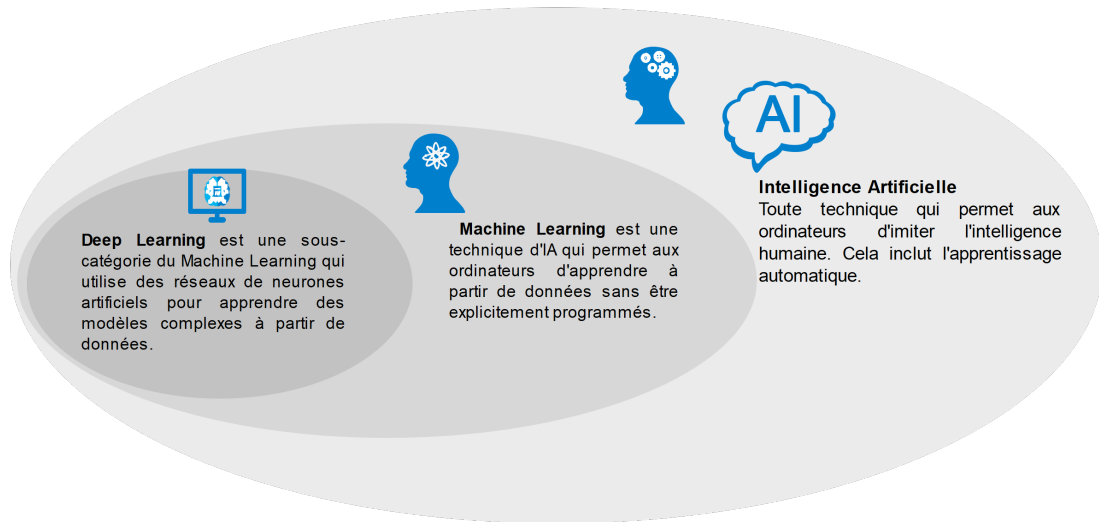 AI
Intelligence Artificielle
Toute technique qui permet aux
ordinateurs d'imiter l'intelligence
humaine. Cela inclut l'apprentissage
automatique.
Machine Learning est une
technique d'IA qui permet aux
ordinateurs d'apprendre à
partir de données sans être
explicitement programmés.
Deep Learning est une sous-
catégorie du Machine Learning qui
utilise des réseaux de neurones
artificiels pour apprendre des
modèles complexes à partir de
données.